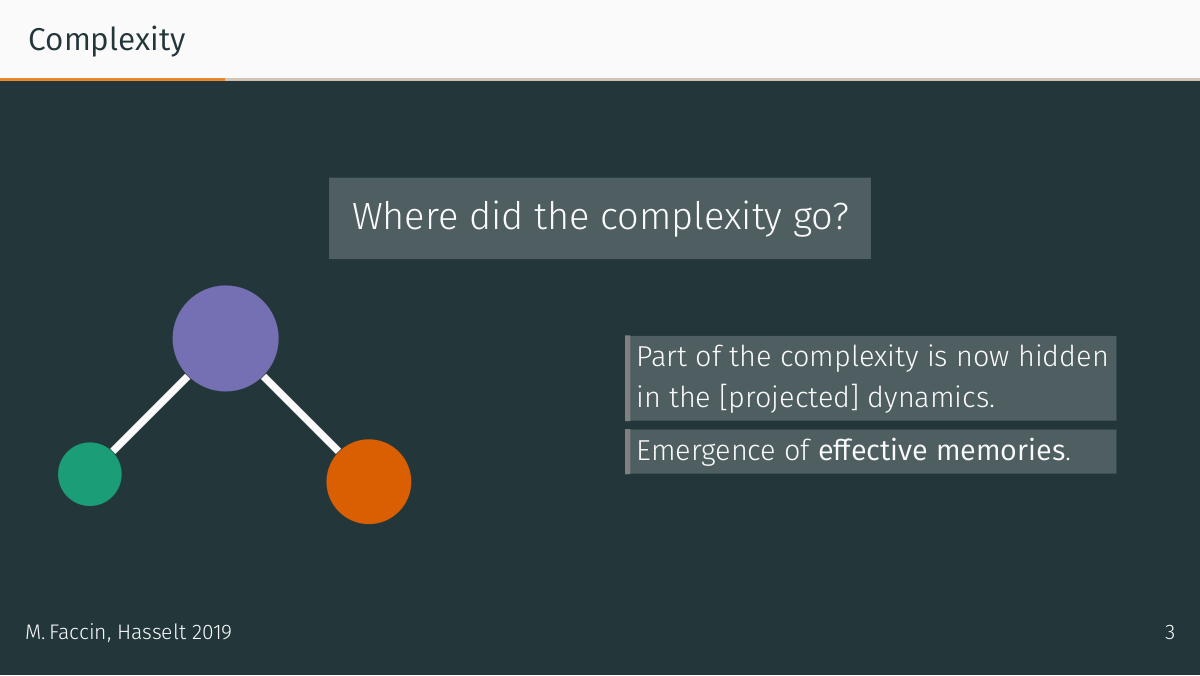 Complexity
Where did the complexity go?
Part of the complexity is now hidden
in the [projected] dynamics.
Emergence of effective memories.
M. Faccin, Hasselt 2019
3